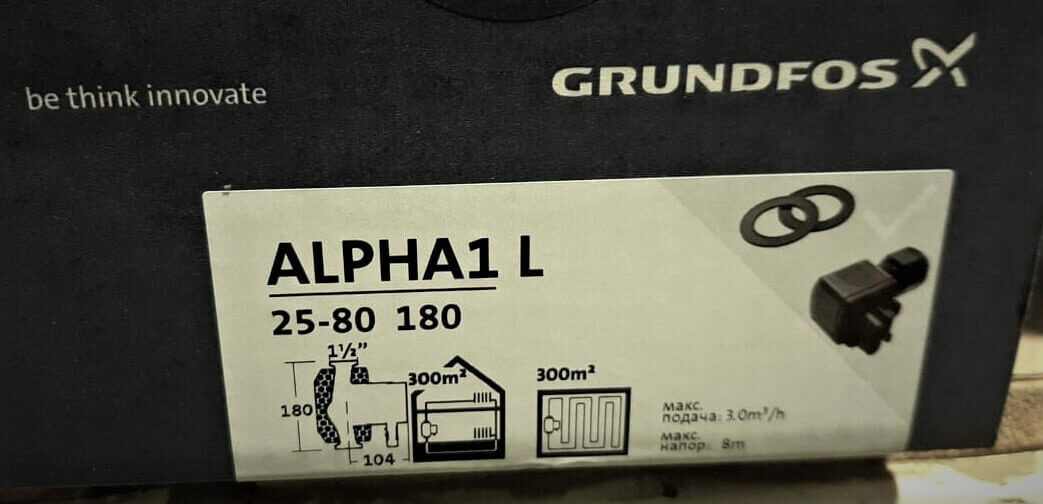 be think innovate
GRUNDFOS
ALPHA1 L
25-80 180
1½”
180
104
300m²
300m²
макс.
подача: 3.0m³/h
макс.
напор: 8m